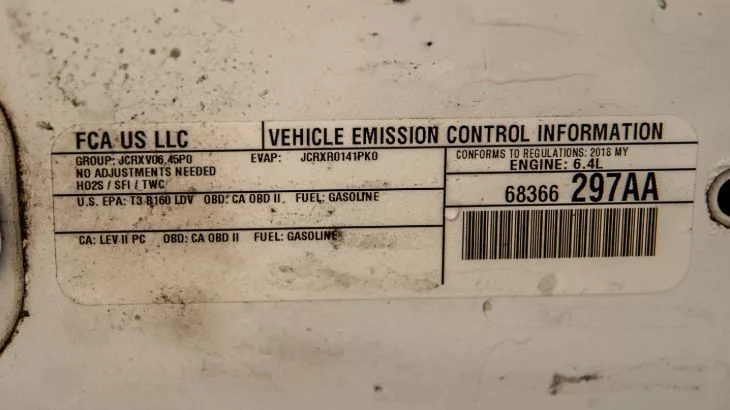 FCA US LLC
VEHICLE EMISSION CONTROL INFORMATION
GROUP: JCRXV06.45P0 EVAP: JCRXR0141PK0
NO ADJUSTMENTS NEEDED
HO2S / SFI / TWC
U.S. EPA: T3 B160 LDV OBD: CA OBD II FUEL: GASOLINE
CA: LEV II PC OBD: CA OBD II FUEL: GASOLINE
CONFORMS TO REGULATIONS: 2018 MY
ENGINE: 6.4L
68366 297AA